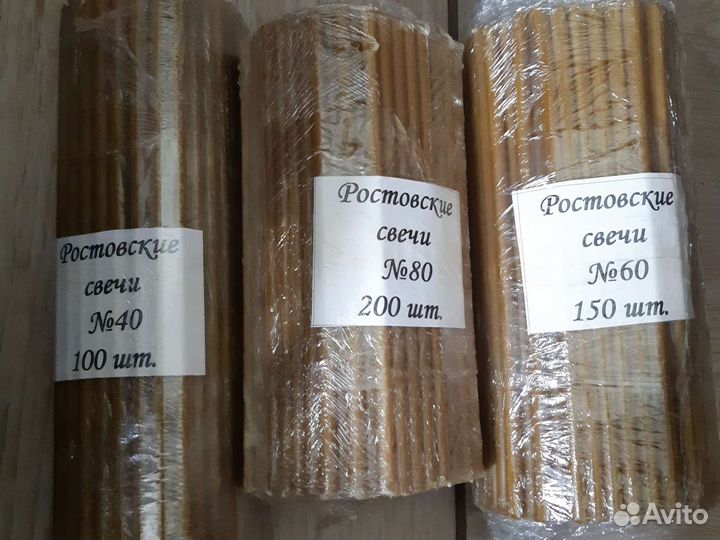 Ростовские
свечи
№40
100 шт.
Ростовские
свечи
№80
200 шт.
Ростовские
свечи
№60
150 шт.
Avito